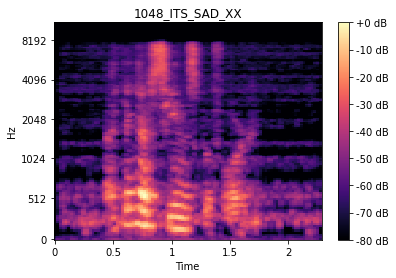 1048_ITS_SAD_XX
8192
4096
2048
1024
512
0
Hz
0
0.5
1
1.5
2
Time
+0 dB
-10 dB
-20 dB
-30 dB
-40 dB
-50 dB
-60 dB
-70 dB
-80 dB